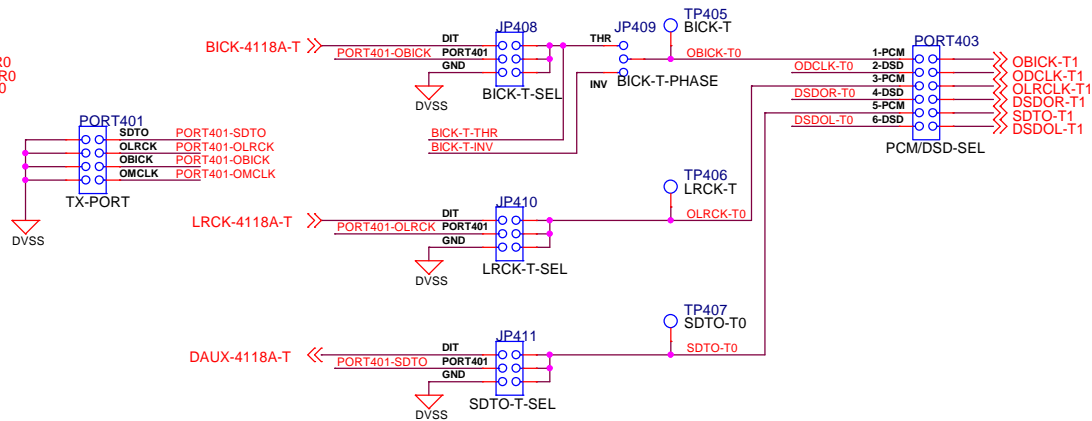 R0
R0
0
PORT401
SDTO PORT401-SDTO
OLRCK PORT401-OLRCK
OBICK PORT401-OBICK
OMCLK PORT401-OMCLK
TX-PORT
DVSS
BICK-4118A-T
PORT401-OBICK
JP408
DIT
PORT401
GND
BICK-T-SEL
DVSS
BICK-T-THR
BICK-T-INV
JP409
THR
INV
BICK-T-PHASE
TP405
BICK-T
OBICK-T0
ODCLK-T0
DSDOR-T0
DSDOL-T0
PORT403
1-PCM
2-DSD
3-PCM
4-DSD
5-PCM
6-DSD
PCM/DSD-SEL
OBICK-T1
ODCLK-T1
OLRCLK-T1
DSDOR-T1
SDTO-T1
DSDOL-T1
LRCK-4118A-T
PORT401-OLRCK
JP410
DIT
PORT401
GND
LRCK-T-SEL
DVSS
TP406
LRCK-T
OLRCK-T0
DAUX-4118A-T
PORT401-SDTO
JP411
DIT
PORT401
GND
SDTO-T-SEL
DVSS
TP407
SDTO-T0
SDTO-T0